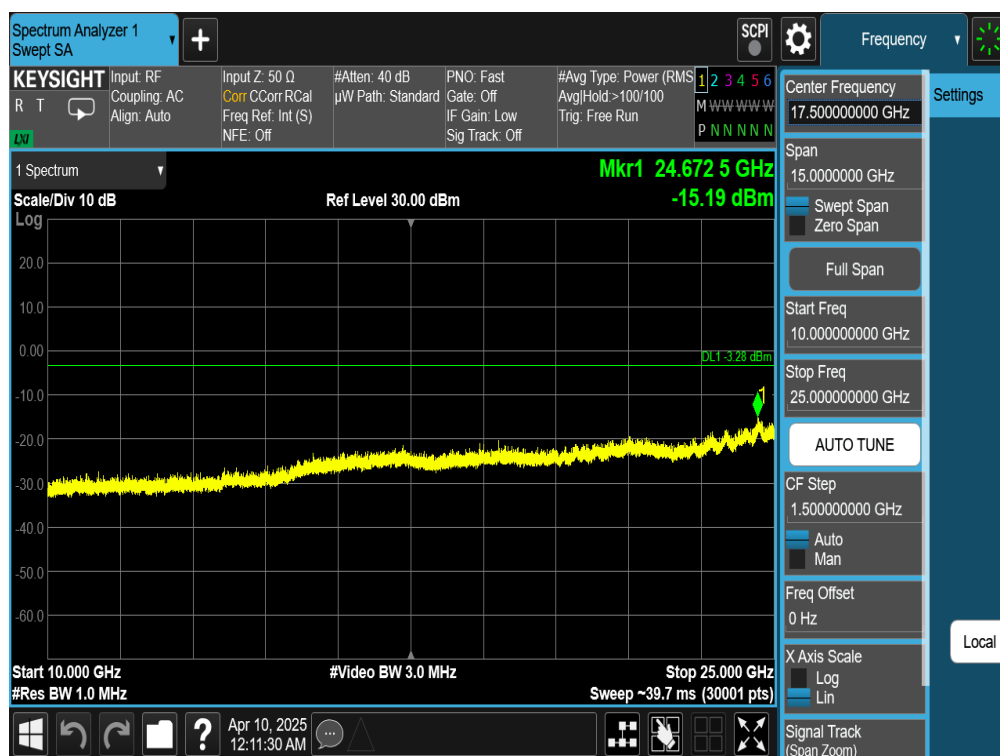 Spectrum Analyzer 1
Swept SA
+
SCPI
Frequency
KEYSIGHT
R T
LXI
Input: RF
Coupling: AC
Align: Auto
Input Z: 50 Ω
Corr CCorr RCal
Freq Ref: Int (S)
NFE: Off
#Atten: 40 dB
µW Path: Standard
PNO: Fast
Gate: Off
IF Gain: Low
Sig Track: Off
#Avg Type: Power (RMS
Avg|Hold:>100/100
Trig: Free Run
1 2 3 4 5 6
M W W W W W
P N N N N N
1 Spectrum
Mkr1 24.672 5 GHz
-15.19 dBm
Scale/Div 10 dB
Ref Level 30.00 dBm
Log
20.0
10.0
0.00
DL1 -3.28 dBm
-10.0
1
-20.0
-30.0
-40.0
-50.0
-60.0
Start 10.000 GHz
#Video BW 3.0 MHz
Stop 25.000 GHz
#Res BW 1.0 MHz
Sweep ~39.7 ms (30001 pts)
Apr 10, 2025
12:11:30 AM
?
Center Frequency
17.500000000 GHz
Span
15.0000000 GHz
Swept Span
Zero Span
Full Span
Start Freq
10.000000000 GHz
Stop Freq
25.000000000 GHz
AUTO TUNE
CF Step
1.500000000 GHz
Auto
Man
Freq Offset
0 Hz
X Axis Scale
Log
Lin
Signal Track
(Span Zoom)
Settings
Local